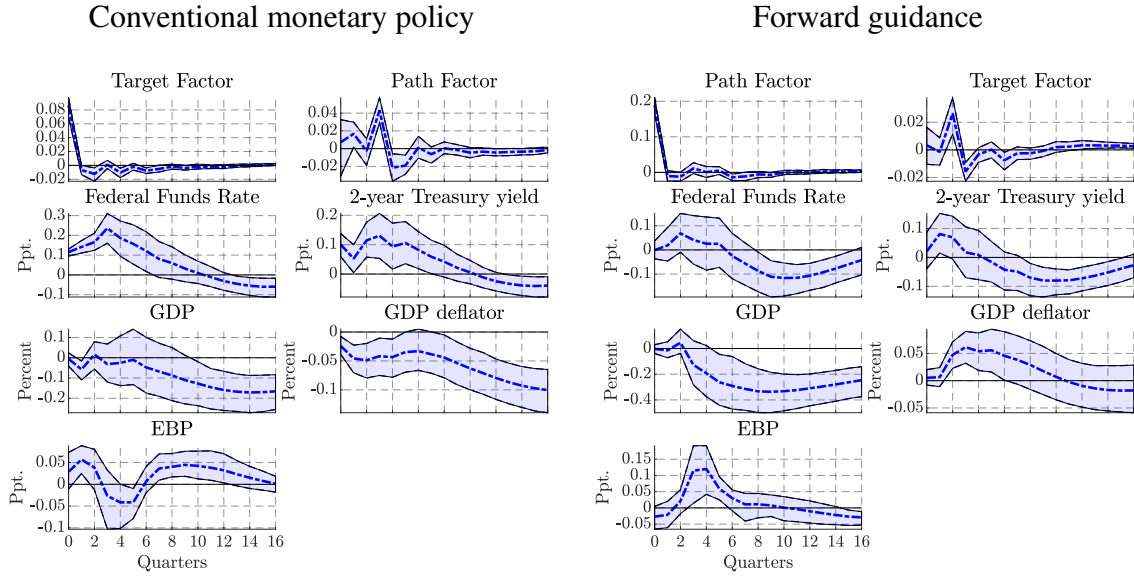 Conventional monetary policy
Forward guidance
Target Factor
0.08
0.06
0.04
0.02
0
-0.02
Path Factor
0.04
0.02
0
-0.02
Path Factor
0.2
0.1
0
Target Factor
0.02
0
-0.02
Federal Funds Rate
Ppt.
0.3
0.2
0.1
0
-0.1
2-year Treasury yield
0.2
0.1
0
-0.1
Federal Funds Rate
Ppt.
0.1
0
-0.1
2-year Treasury yield
0.1
0
-0.1
GDP
Percent
0.1
0
-0.1
-0.2
GDP deflator
0
-0.05
-0.1
GDP
Percent
0
-0.2
-0.4
GDP deflator
0.05
0
-0.05
EBP
Ppt.
0.05
0
-0.05
-0.1
0 2 4 6 8 10 12 14 16
Quarters
EBP
Ppt.
0.15
0.1
0.05
0
-0.05
0 2 4 6 8 10 12 14 16
Quarters